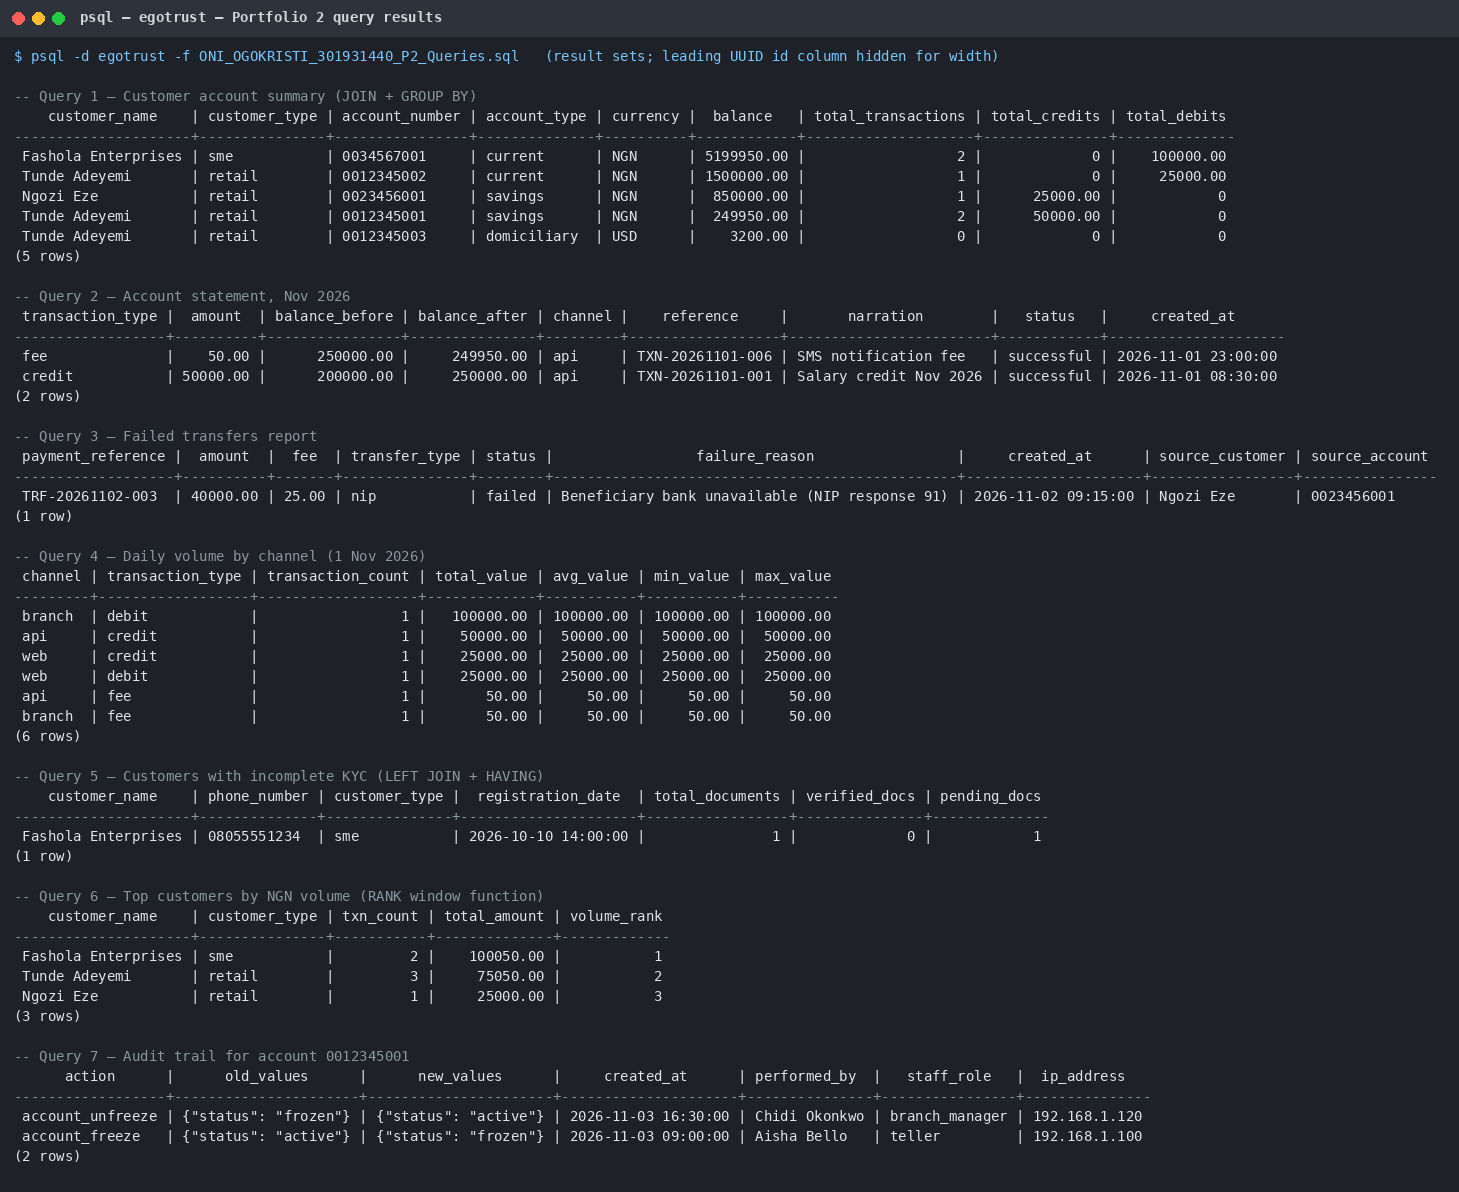 psql — egotrust — Portfolio 2 query results
$ psql -d egotrust -f ONI_OGOKRISTI_301931440_P2_Queries.sql   (result sets; leading UUID id column hidden for width)
-- Query 1 — Customer account summary (JOIN + GROUP BY)
    customer_name    | customer_type | account_number | account_type | currency |  balance   | total_transactions | total_credits | total_debits
---------------------+---------------+----------------+--------------+----------+------------+--------------------+---------------+--------------
 Fashola Enterprises | sme           | 0034567001     | current      | NGN      | 5199950.00 |                  2 |             0 |    100000.00
 Tunde Adeyemi       | retail        | 0012345002     | current      | NGN      | 1500000.00 |                  1 |             0 |     25000.00
 Ngozi Eze           | retail        | 0023456001     | savings      | NGN      |  850000.00 |                  1 |      25000.00 |            0
 Tunde Adeyemi       | retail        | 0012345001     | savings      | NGN      |  249950.00 |                  2 |      50000.00 |            0
 Tunde Adeyemi       | retail        | 0012345003     | domiciliary  | USD      |    3200.00 |                  0 |             0 |            0
(5 rows)
-- Query 2 — Account statement, Nov 2026
 transaction_type |  amount  | balance_before | balance_after | channel |    reference     |       narration        |   status   |     created_at
------------------+----------+----------------+---------------+---------+------------------+------------------------+------------+---------------------
 fee              |    50.00 |      250000.00 |     249950.00 | api     | TXN-20261101-006 | SMS notification fee   | successful | 2026-11-01 23:00:00
 credit           | 50000.00 |      200000.00 |     250000.00 | api     | TXN-20261101-001 | Salary credit Nov 2026 | successful | 2026-11-01 08:30:00
(2 rows)
-- Query 3 — Failed transfers report
 payment_reference |  amount  |  fee  | transfer_type | status |                 failure_reason                 |     created_at      | source_customer | source_account
-------------------+----------+-------+---------------+--------+------------------------------------------------+---------------------+-----------------+----------------
 TRF-20261102-003  | 40000.00 | 25.00 | nip           | failed | Beneficiary bank unavailable (NIP response 91) | 2026-11-02 09:15:00 | Ngozi Eze       | 0023456001
(1 row)
-- Query 4 — Daily volume by channel (1 Nov 2026)
 channel | transaction_type | transaction_count | total_value | avg_value | min_value | max_value
---------+------------------+-------------------+-------------+-----------+-----------+-----------
 branch  | debit            |                 1 |   100000.00 | 100000.00 | 100000.00 | 100000.00
 api     | credit           |                 1 |    50000.00 |  50000.00 |  50000.00 |  50000.00
 web     | credit           |                 1 |    25000.00 |  25000.00 |  25000.00 |  25000.00
 web     | debit            |                 1 |    25000.00 |  25000.00 |  25000.00 |  25000.00
 api     | fee              |                 1 |       50.00 |     50.00 |     50.00 |     50.00
 branch  | fee              |                 1 |       50.00 |     50.00 |     50.00 |     50.00
(6 rows)
-- Query 5 — Customers with incomplete KYC (LEFT JOIN + HAVING)
    customer_name    | phone_number | customer_type |  registration_date  | total_documents | verified_docs | pending_docs
---------------------+--------------+---------------+---------------------+-----------------+---------------+--------------
 Fashola Enterprises | 08055551234  | sme           | 2026-10-10 14:00:00 |               1 |             0 |            1
(1 row)
-- Query 6 — Top customers by NGN volume (RANK window function)
    customer_name    | customer_type | txn_count | total_amount | volume_rank
---------------------+---------------+-----------+--------------+-------------
 Fashola Enterprises | sme           |         2 |    100050.00 |           1
 Tunde Adeyemi       | retail        |         3 |     75050.00 |           2
 Ngozi Eze           | retail        |         1 |     25000.00 |           3
(3 rows)
-- Query 7 — Audit trail for account 0012345001
      action      |      old_values      |      new_values      |     created_at      | performed_by  |   staff_role   |  ip_address
------------------+----------------------+----------------------+---------------------+---------------+----------------+---------------
 account_unfreeze | {"status": "frozen"} | {"status": "active"} | 2026-11-03 16:30:00 | Chidi Okonkwo | branch_manager | 192.168.1.120
 account_freeze   | {"status": "active"} | {"status": "frozen"} | 2026-11-03 09:00:00 | Aisha Bello   | teller         | 192.168.1.100
(2 rows)